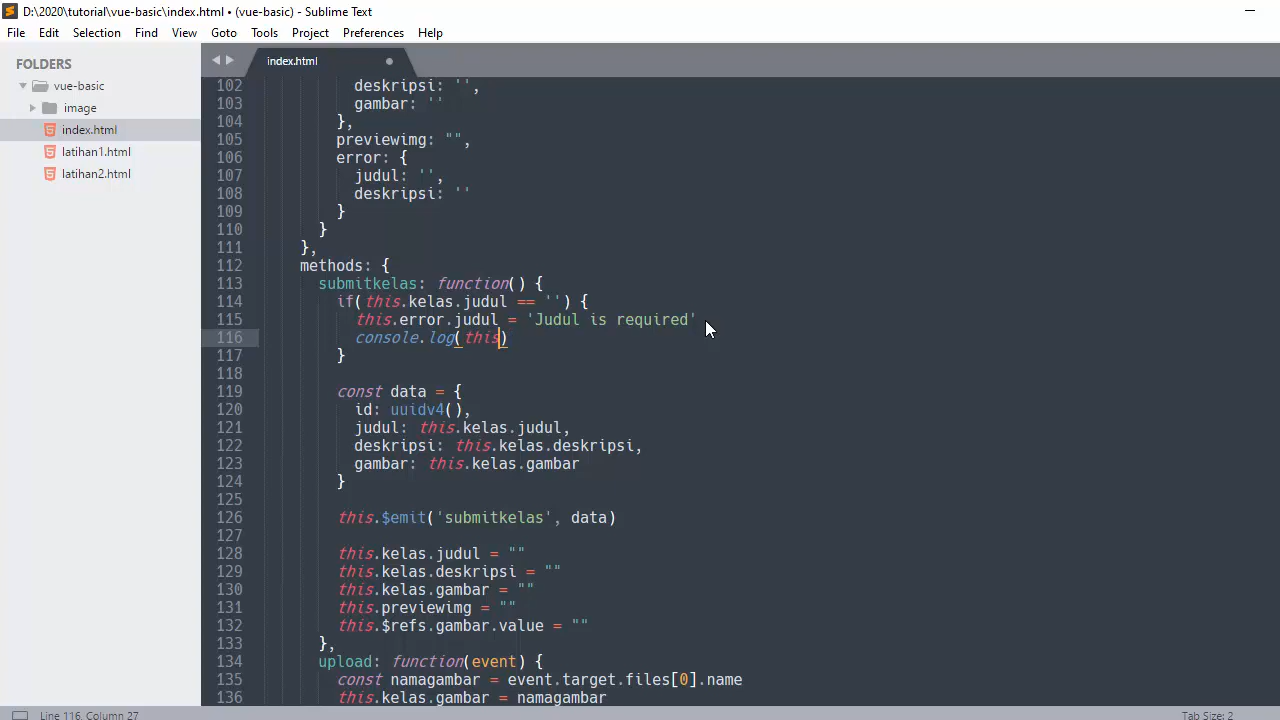 D:\2020\tutorial\vue-basic\index.html • (vue-basic) - Sublime Text
File Edit Selection Find View Goto Tools Project Preferences Help
FOLDERS
vue-basic
image
index.html
latihan1.html
latihan2.html
index.html
102 deskripsi: '',
103 gambar: ''
104 },
105 previewimg: "",
106 error: {
107 judul: '',
108 deskripsi: ''
109 }
110 }
111 },
112 methods: {
113 submitkelas: function() {
114 if(this.kelas.judul == '') {
115 this.error.judul = 'Judul is required'
116 console.log(this)
117 }
118
119 const data = {
120 id: uuidv4(),
121 judul: this.kelas.judul,
122 deskripsi: this.kelas.deskripsi,
123 gambar: this.kelas.gambar
124 }
125
126 this.$emit('submitkelas', data)
127
128 this.kelas.judul = ""
129 this.kelas.deskripsi = ""
130 this.kelas.gambar = ""
131 this.previewimg = ""
132 this.$refs.gambar.value = ""
133 },
134 upload: function(event) {
135 const namagambar = event.target.files[0].name
136 this.kelas.gambar = namagambar
Line 116, Column 27
Tab Size: 2